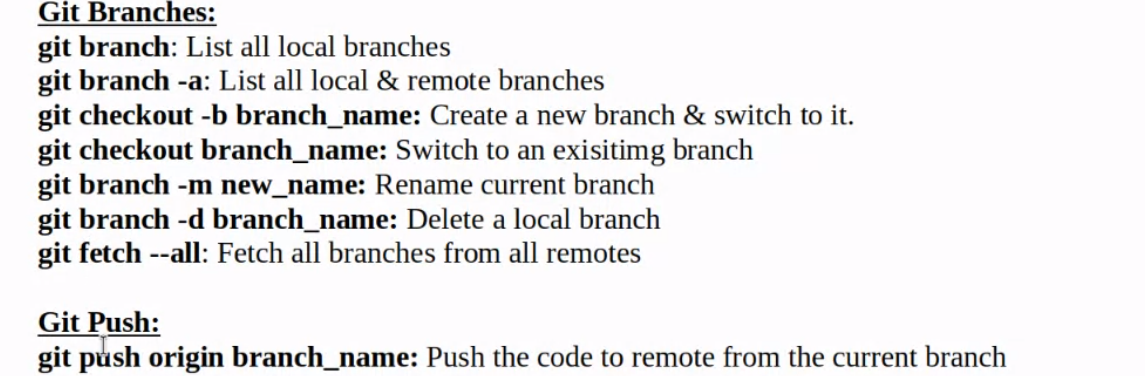 Git Branches:
git branch: List all local branches
git branch -a: List all local & remote branches
git checkout -b branch_name: Create a new branch & switch to it.
git checkout branch_name: Switch to an exisitimg branch
git branch -m new_name: Rename current branch
git branch -d branch_name: Delete a local branch
git fetch --all: Fetch all branches from all remotes
Git Push:
git push origin branch_name: Push the code to remote from the current branch